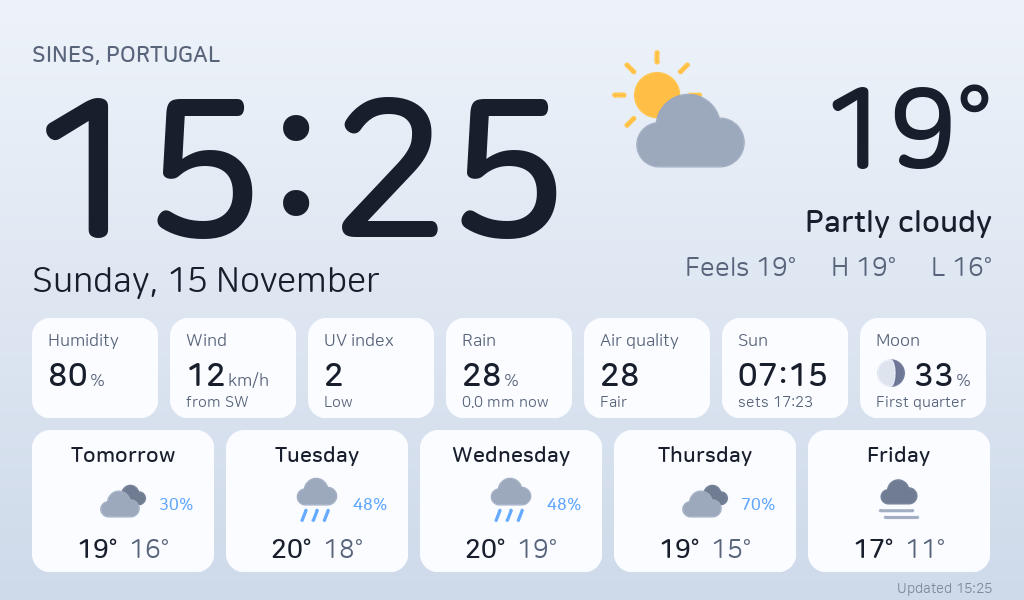 SINES, PORTUGAL
15:25
Sunday, 15 November
19°
Partly cloudy
Feels 19° H 19° L 16°
Humidity
80 %
Wind
12 km/h
from SW
UV index
2
Low
Rain
28 %
0.0 mm now
Air quality
28
Fair
Sun
07:15
sets 17:23
Moon
33 %
First quarter
Tomorrow
30%
19° 16°
Tuesday
48%
20° 18°
Wednesday
48%
20° 19°
Thursday
70%
19° 15°
Friday
17° 11°
Updated 15:25